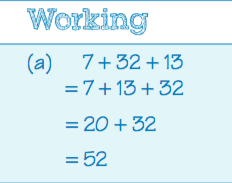 Working
(a) 7 + 32 + 13
= 7 + 13 + 32
= 20 + 32
= 52